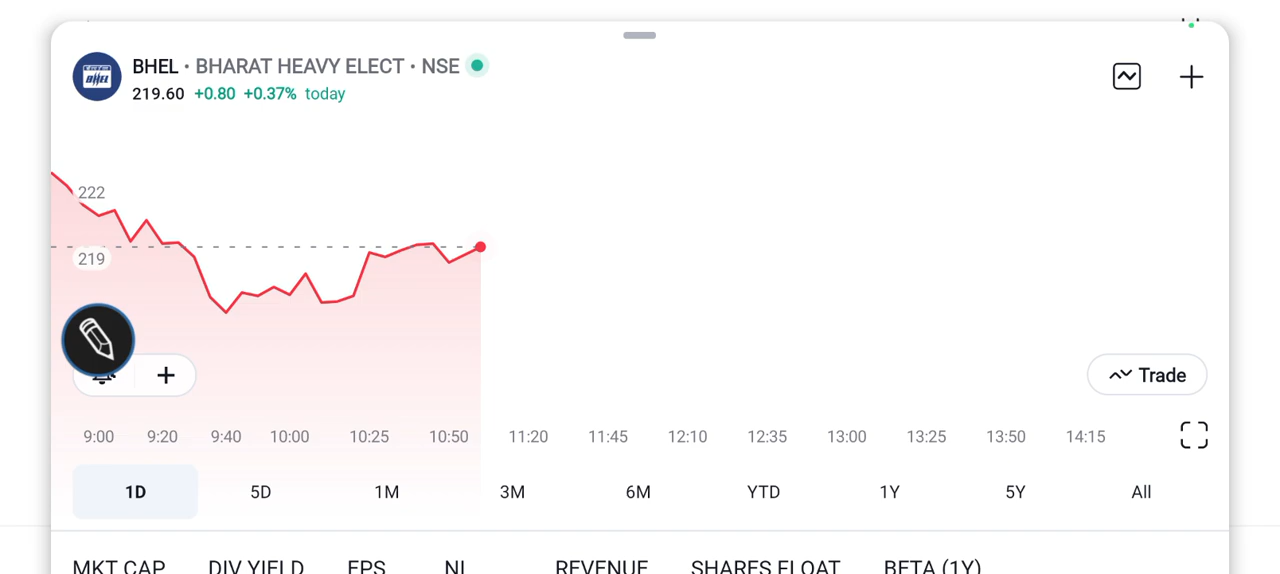 BHEL · BHARAT HEAVY ELECT · NSE
219.60 +0.80 +0.37% today
222
219
Trade
9:00 9:20 9:40 10:00 10:25 10:50 11:20 11:45 12:10 12:35 13:00 13:25 13:50 14:15
1D 5D 1M 3M 6M YTD 1Y 5Y All
MKT CAP DIV YIELD EPS NI REVENUE SHARES FLOAT BETA (1Y)